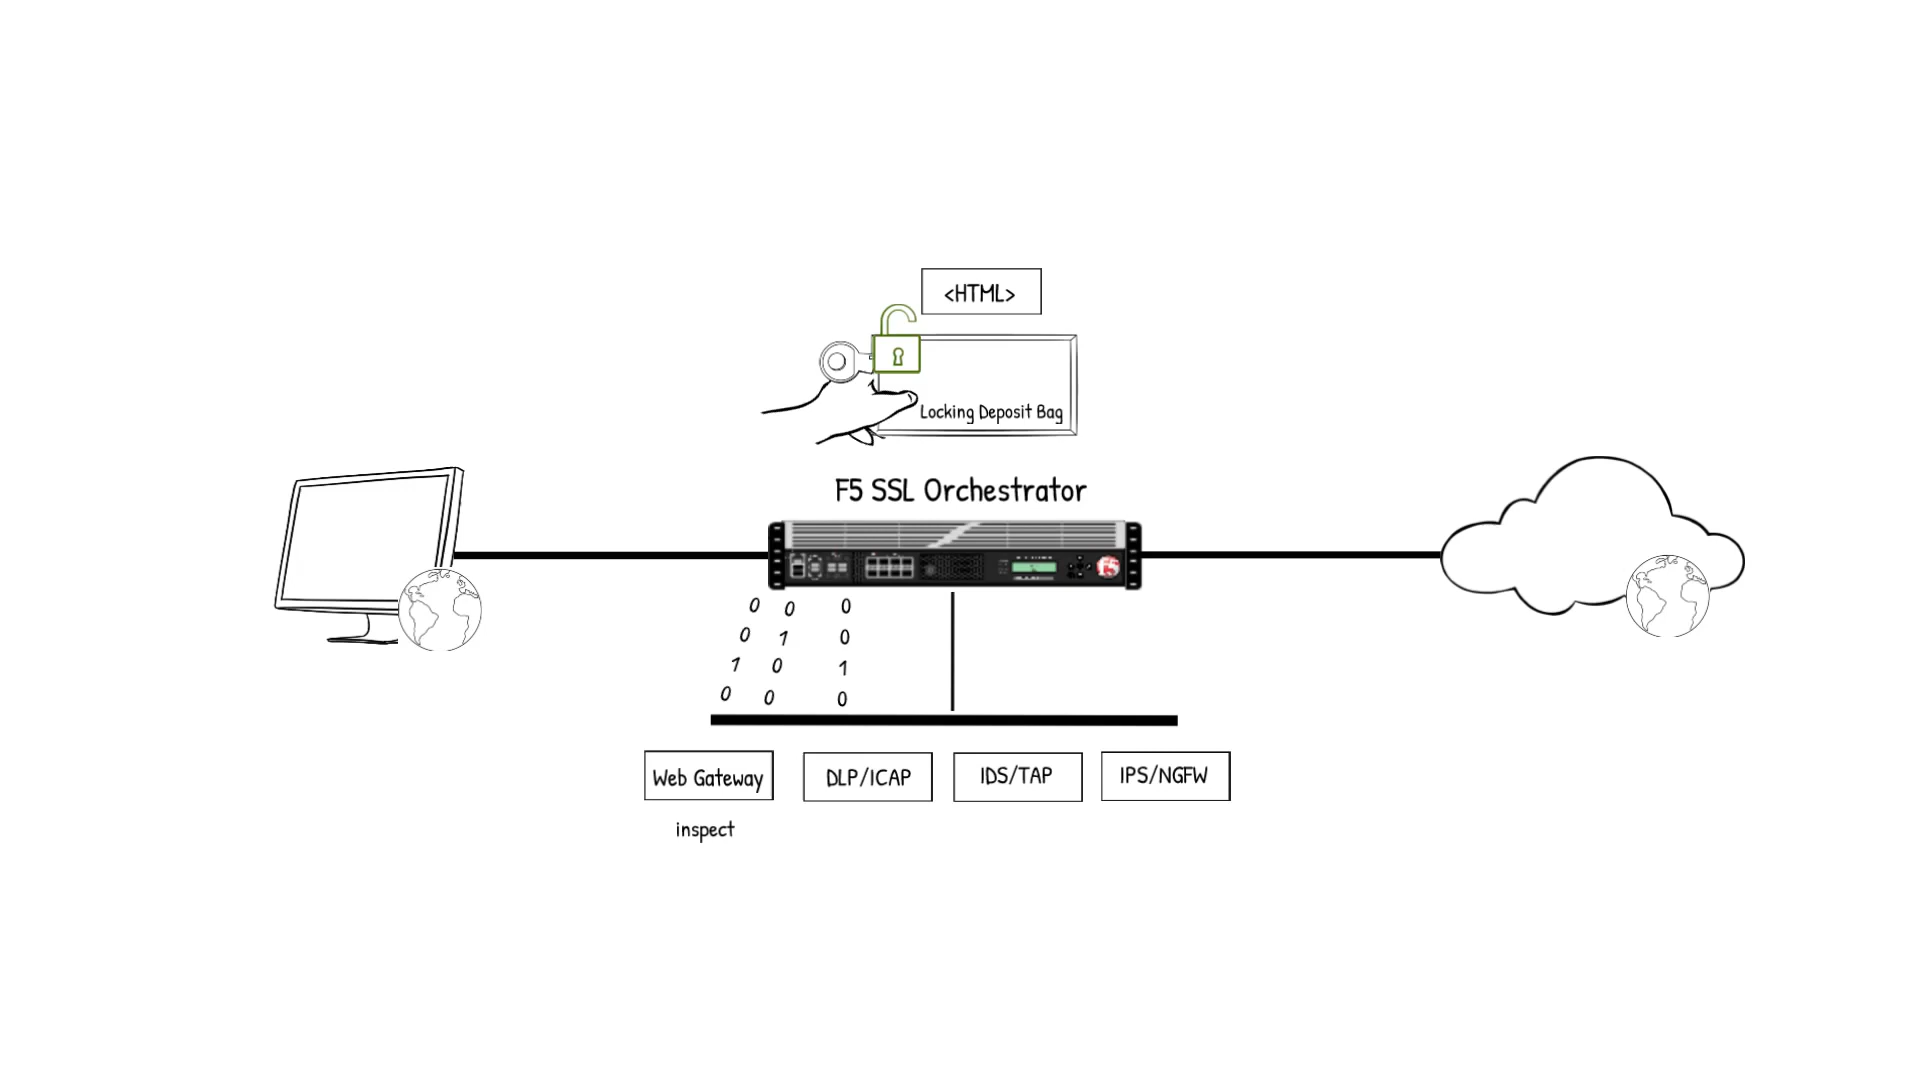 <HTML>
Locking Deposit Bag
F5 SSL Orchestrator
F5
0 0 0
0 1 0
1 0 1
0 0 0
Web Gateway
DLP/ICAP
IDS/TAP
IPS/NGFW
inspect